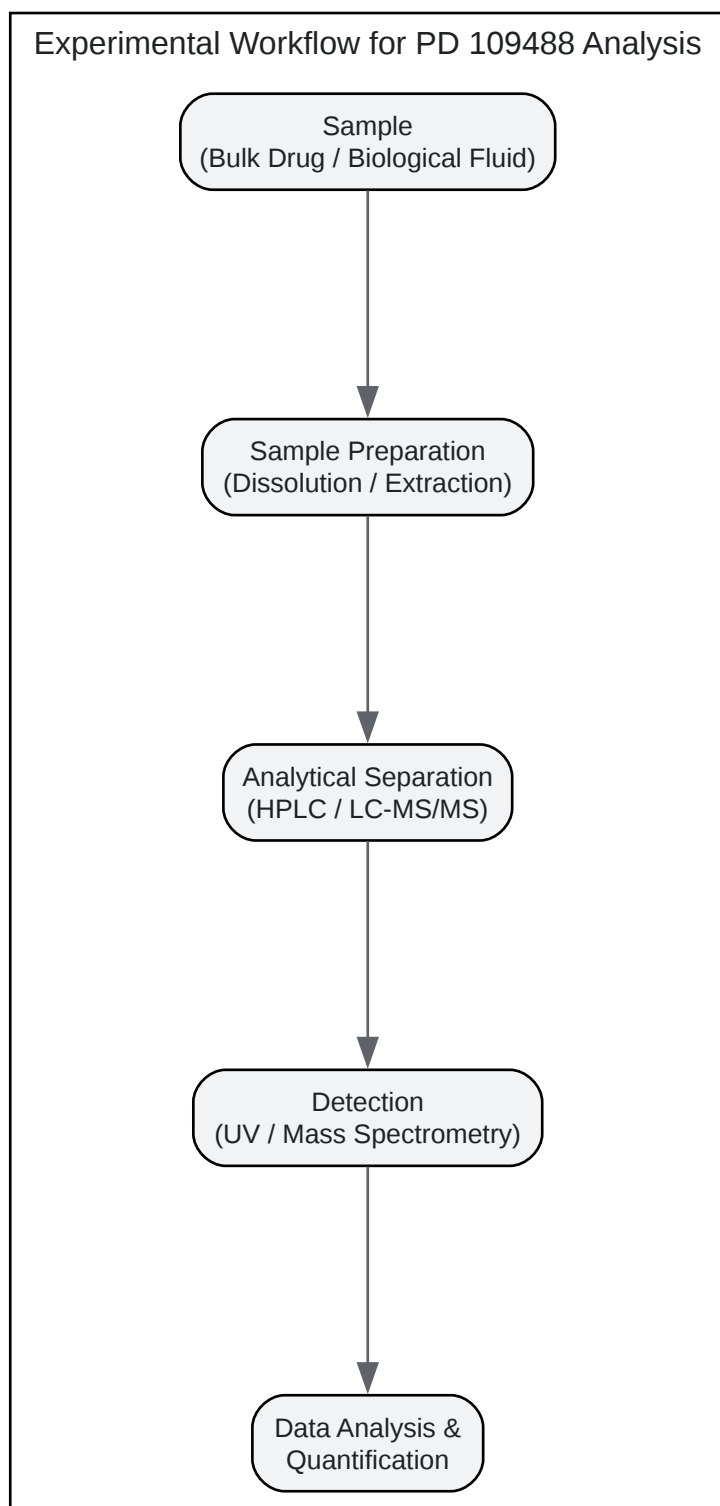 Experimental Workflow for PD 109488 Analysis
Sample
(Bulk Drug / Biological Fluid)
Sample Preparation
(Dissolution / Extraction)
Analytical Separation
(HPLC / LC-MS/MS)
Detection
(UV / Mass Spectrometry)
Data Analysis &
Quantification